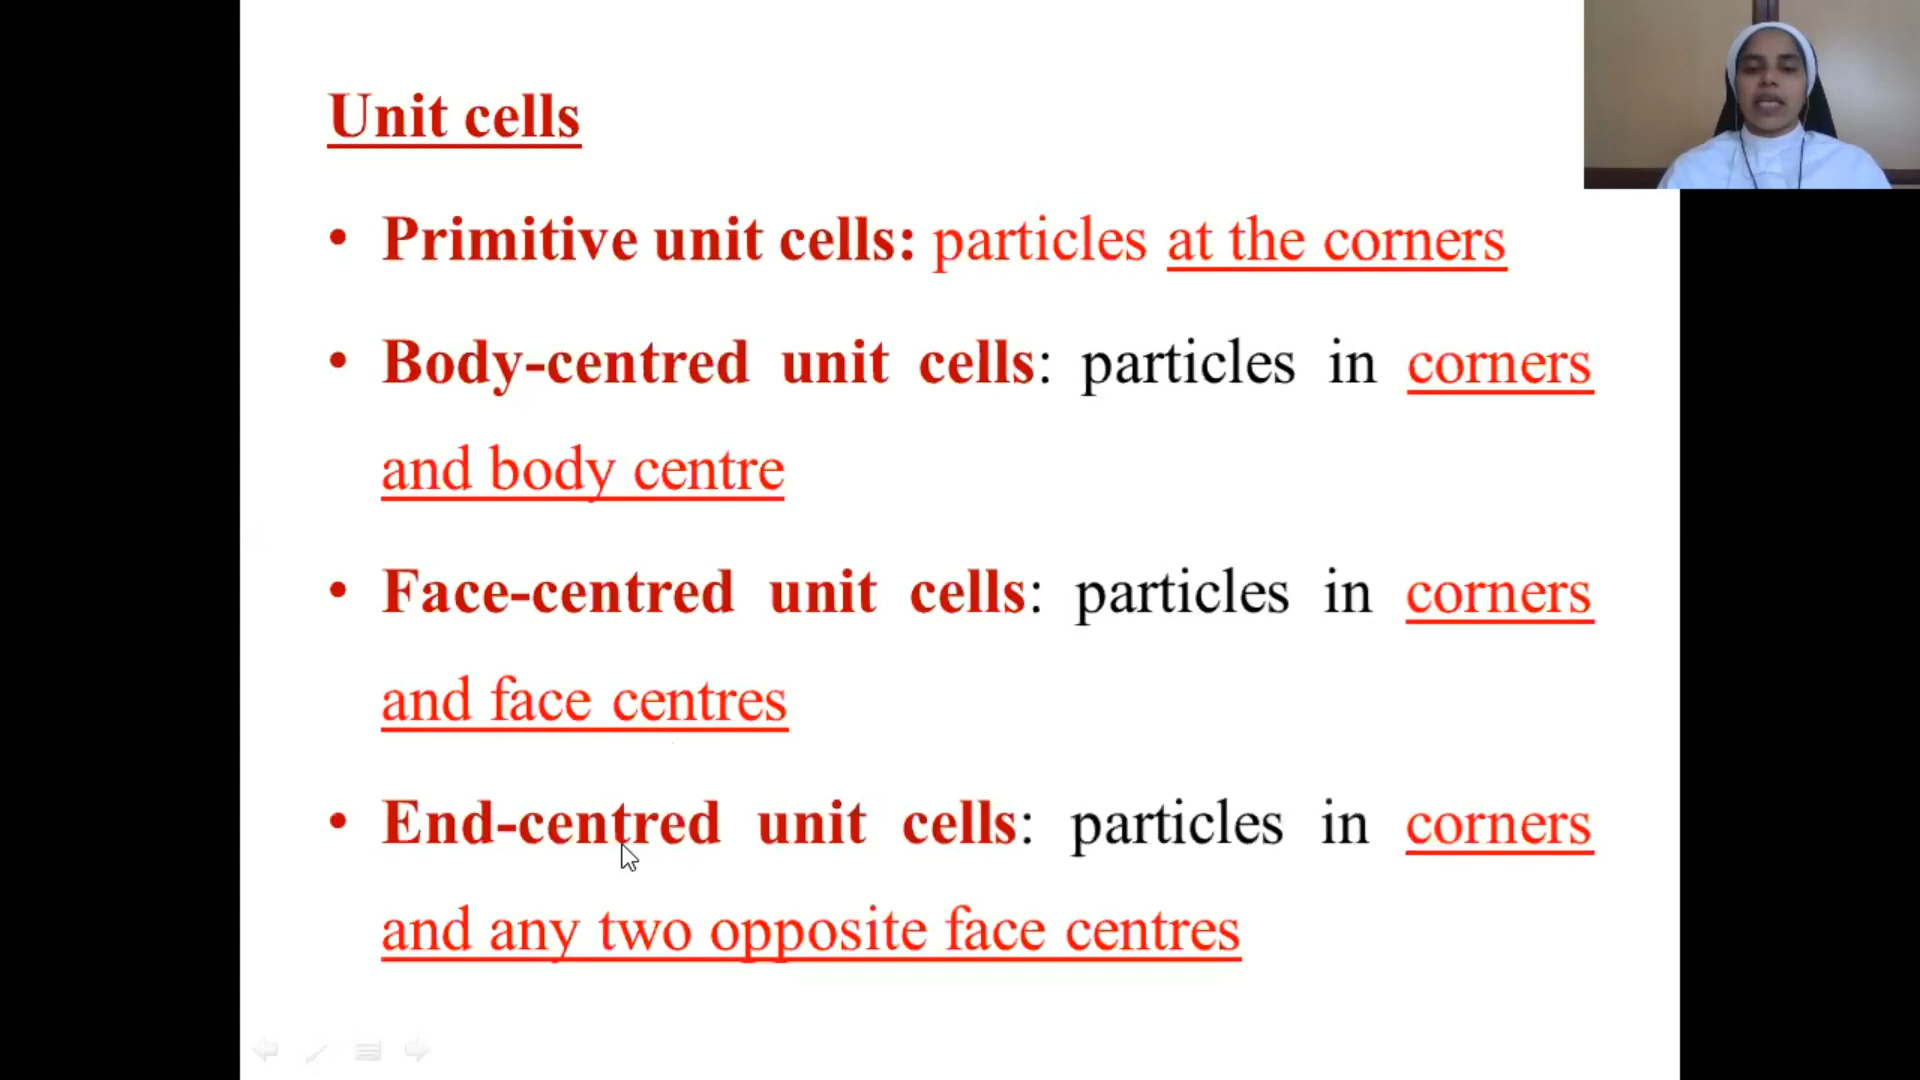 Unit cells
• Primitive unit cells: particles at the corners
• Body-centred unit cells: particles in corners
and body centre
• Face-centred unit cells: particles in corners
and face centres
• End-centred unit cells: particles in corners
and any two opposite face centres